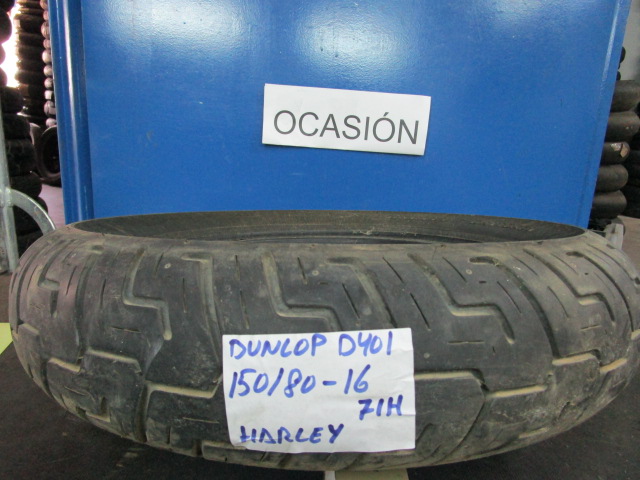 OCASIÓN
DUNLOP D401
150/80-16
71H
HARLEY